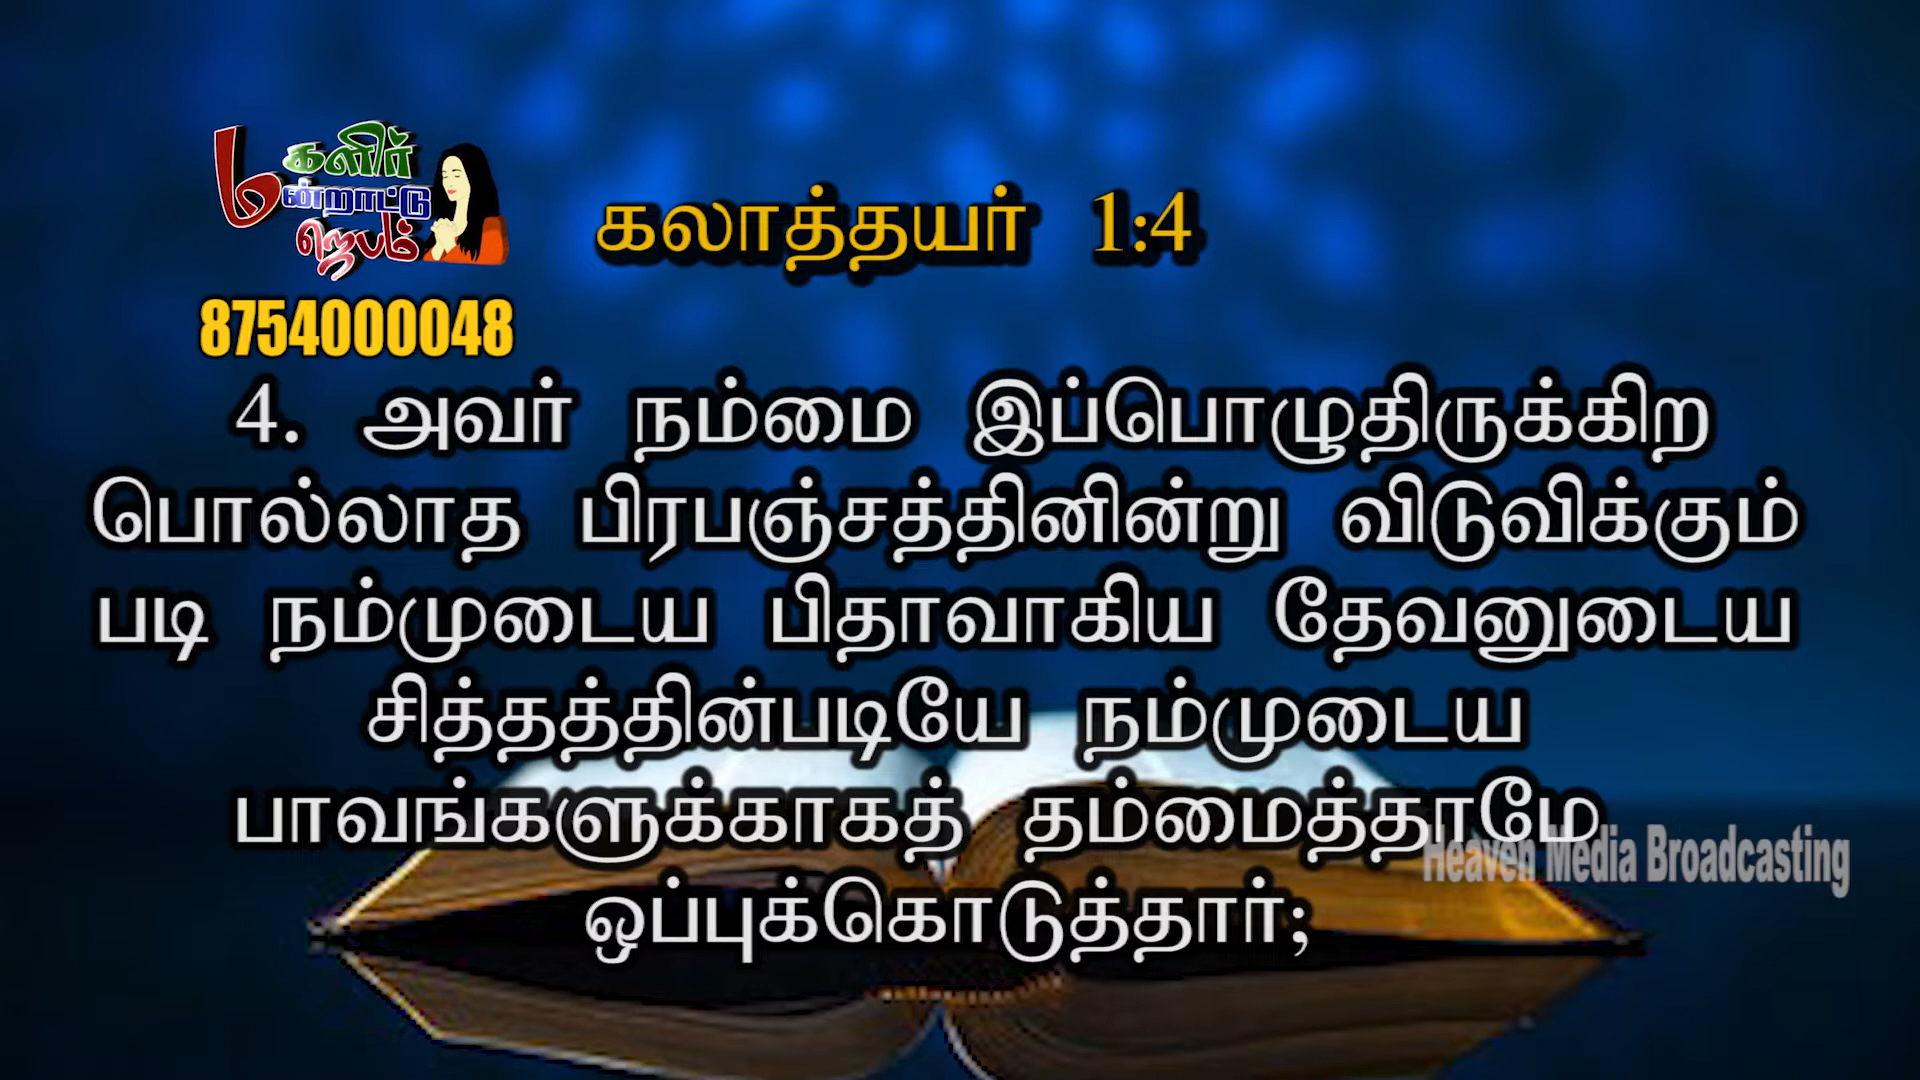 மகளிர்
மன்றாட்டு
ஜெபம்
8754000048
கலாத்தயர் 1:4
4. அவர் நம்மை இப்பொழுதிருக்கிற
பொல்லாத பிரபஞ்சத்தினின்று விடுவிக்கும்
படி நம்முடைய பிதாவாகிய தேவனுடைய
சித்தத்தின்படியே நம்முடைய
பாவங்களுக்காகத் தம்மைத்தாமே
ஒப்புக்கொடுத்தார்;
Heaven Media Broadcasting